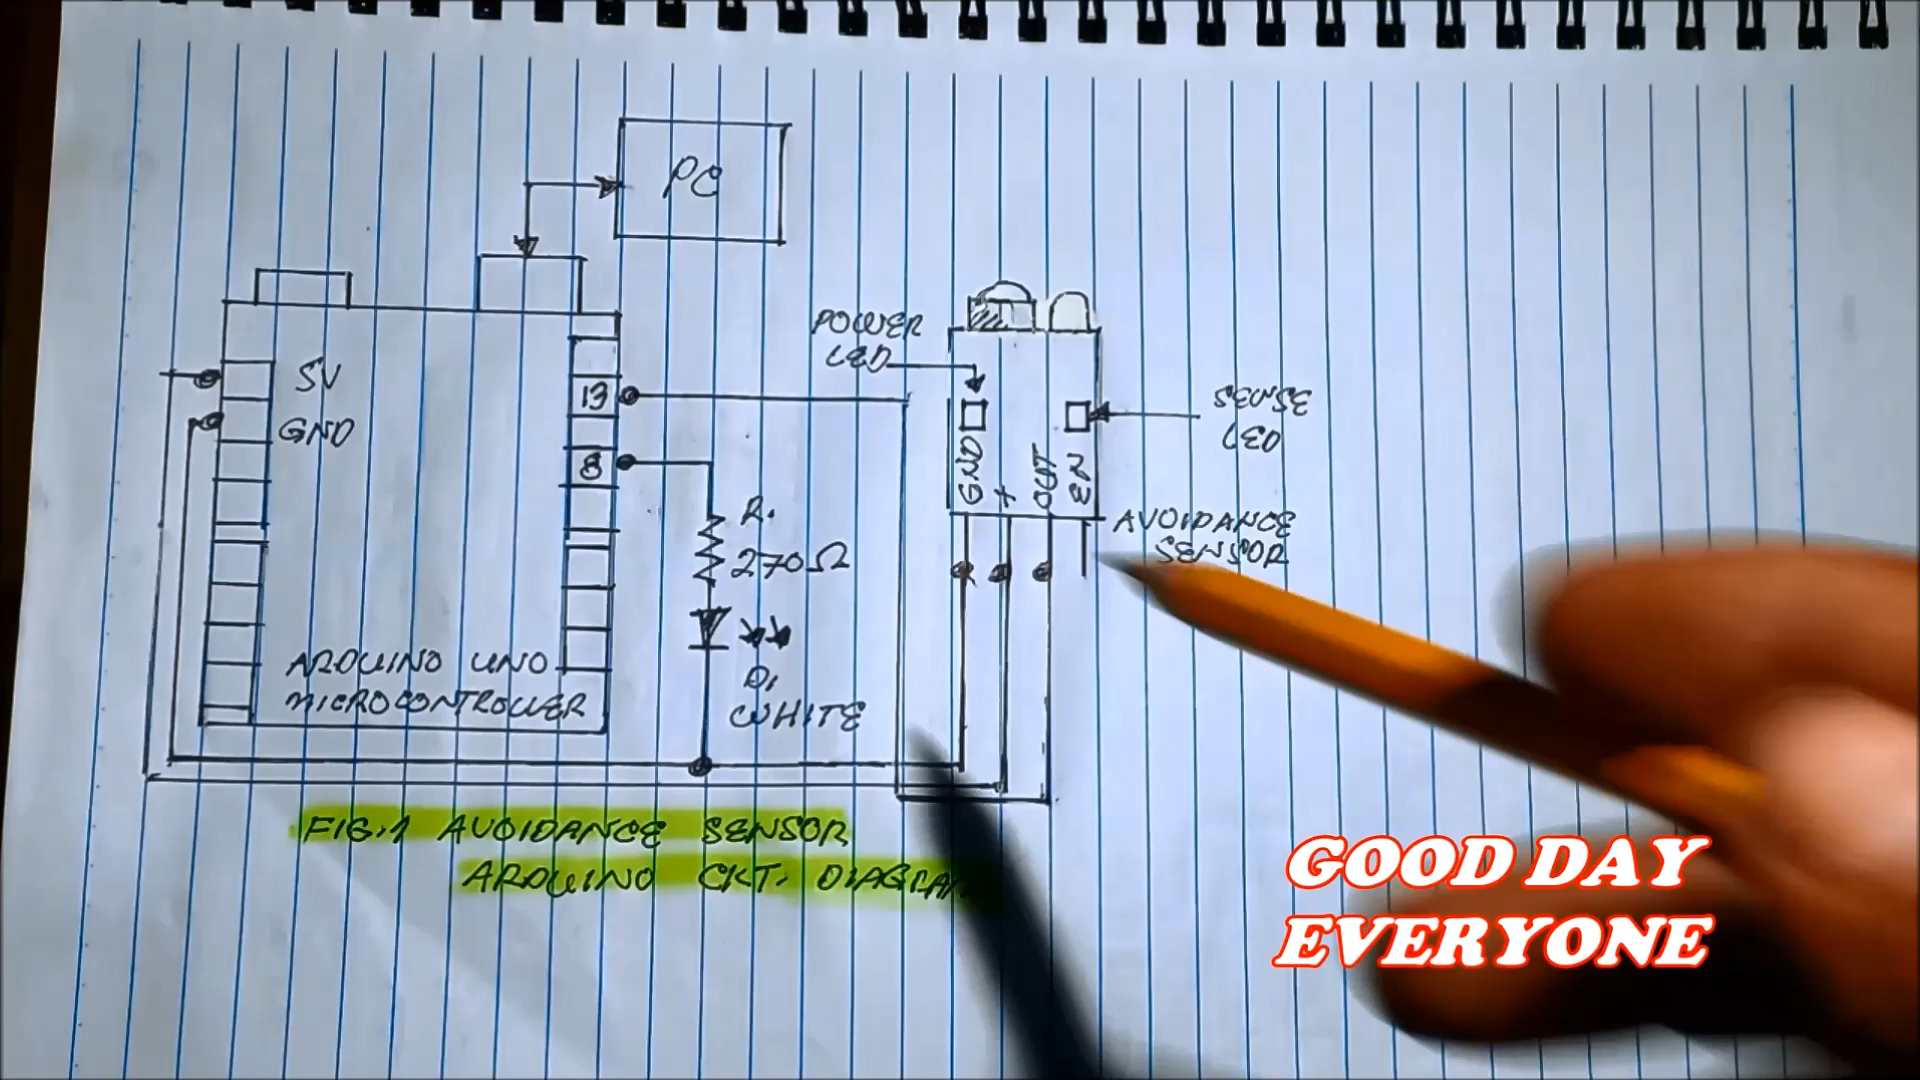 PC
POWER
LED
5V
GND
13
8
SENSE
LED
GND
+
OUT
EN
R1
270Ω
AVOIDANCE
SENSOR
D1
WHITE
ARDUINO UNO
MICROCONTROLLER
FIG.1 AVOIDANCE SENSOR
ARDUINO CKT. DIAGRAM
GOOD DAY
EVERYONE